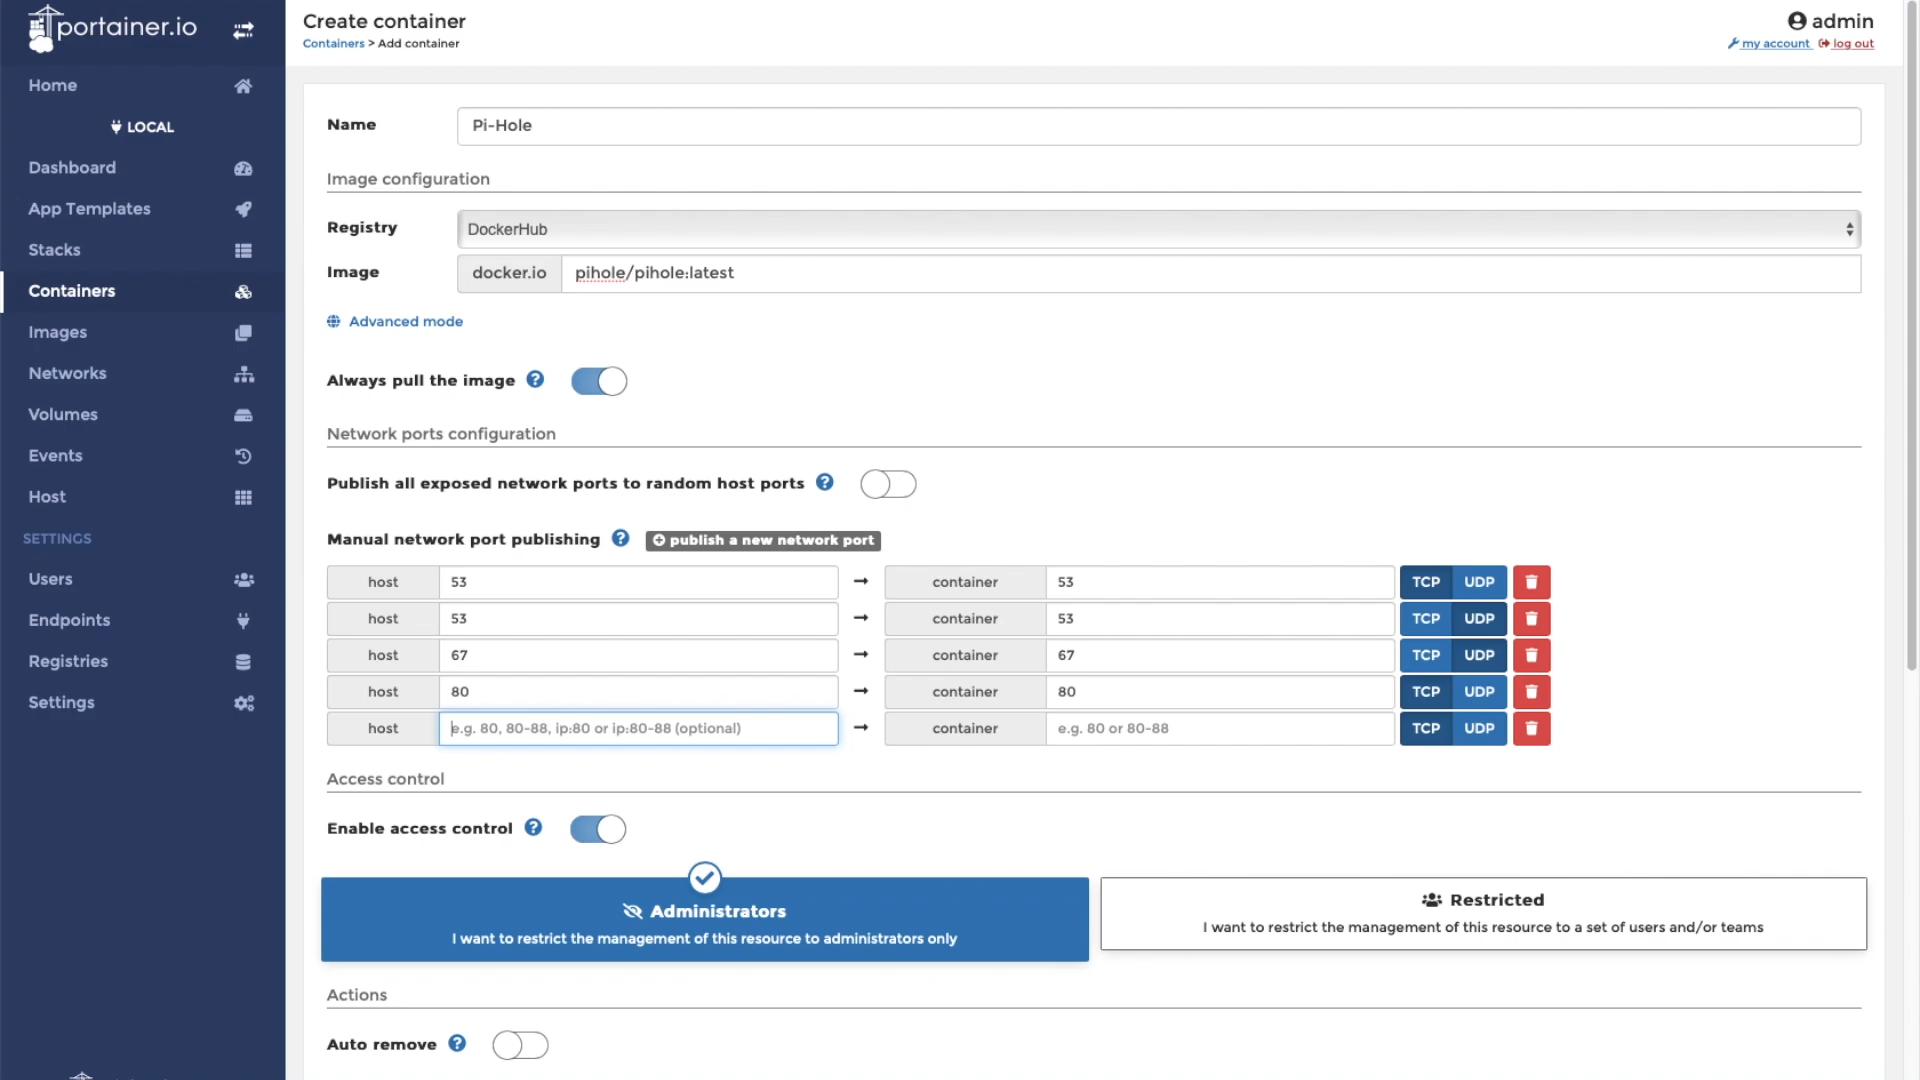 portainer.io
Create container
Containers > Add container
admin
my account log out
Home
LOCAL
Dashboard
App Templates
Stacks
Containers
Images
Networks
Volumes
Events
Host
SETTINGS
Users
Endpoints
Registries
Settings
Name Pi-Hole
Image configuration
Registry DockerHub
Image docker.io pihole/pihole:latest
Advanced mode
Always pull the image
Network ports configuration
Publish all exposed network ports to random host ports
Manual network port publishing publish a new network port
host 53 → container 53 TCP UDP
host 53 → container 53 TCP UDP
host 67 → container 67 TCP UDP
host 80 → container 80 TCP UDP
host e.g. 80, 80-88, ip:80 or ip:80-88 (optional) → container e.g. 80 or 80-88 TCP UDP
Access control
Enable access control
Administrators
I want to restrict the management of this resource to administrators only
Restricted
I want to restrict the management of this resource to a set of users and/or teams
Actions
Auto remove